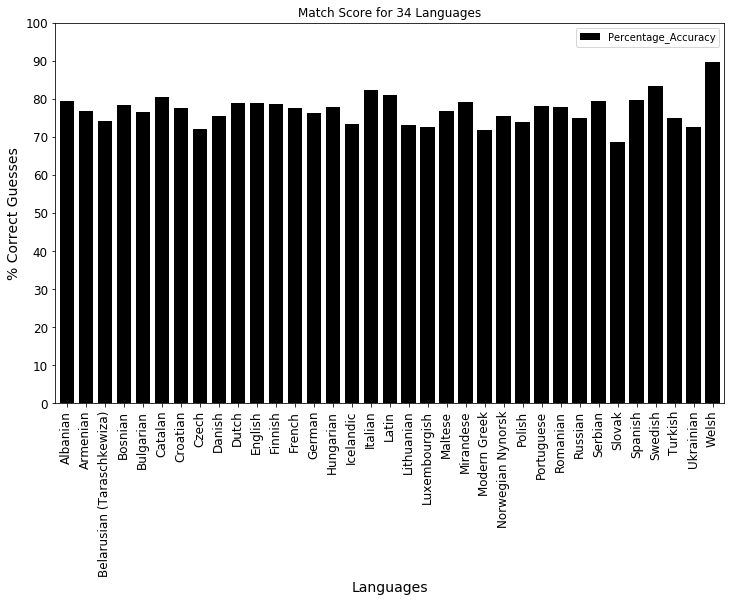 Match Score for 34 Languages
Percentage_Accuracy
% Correct Guesses
100
90
80
70
60
50
40
30
20
10
0
Albanian
Armenian
Belarusian (Taraschkewiza)
Bosnian
Bulgarian
Catalan
Croatian
Czech
Danish
Dutch
English
Finnish
French
German
Hungarian
Icelandic
Italian
Latin
Lithuanian
Luxembourgish
Maltese
Mirandese
Modern Greek
Norwegian Nynorsk
Polish
Portuguese
Romanian
Russian
Serbian
Slovak
Spanish
Swedish
Turkish
Ukrainian
Welsh
Languages